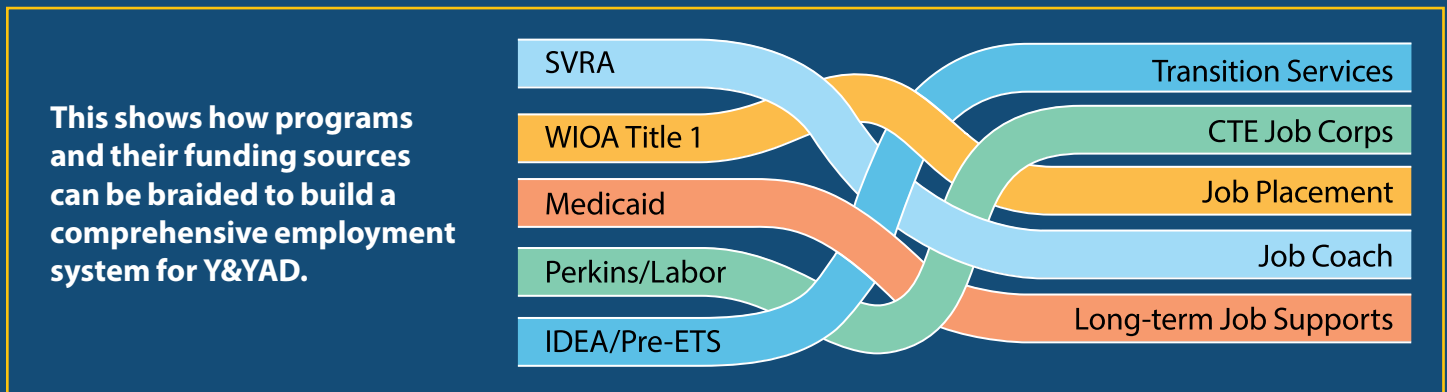 This shows how programs
and their funding sources
can be braided to build a
comprehensive employment
system for Y&YAD.
SVRA
WIOA Title 1
Medicaid
Perkins/Labor
IDEA/Pre-ETS
Transition Services
CTE Job Corps
Job Placement
Job Coach
Long-term Job Supports